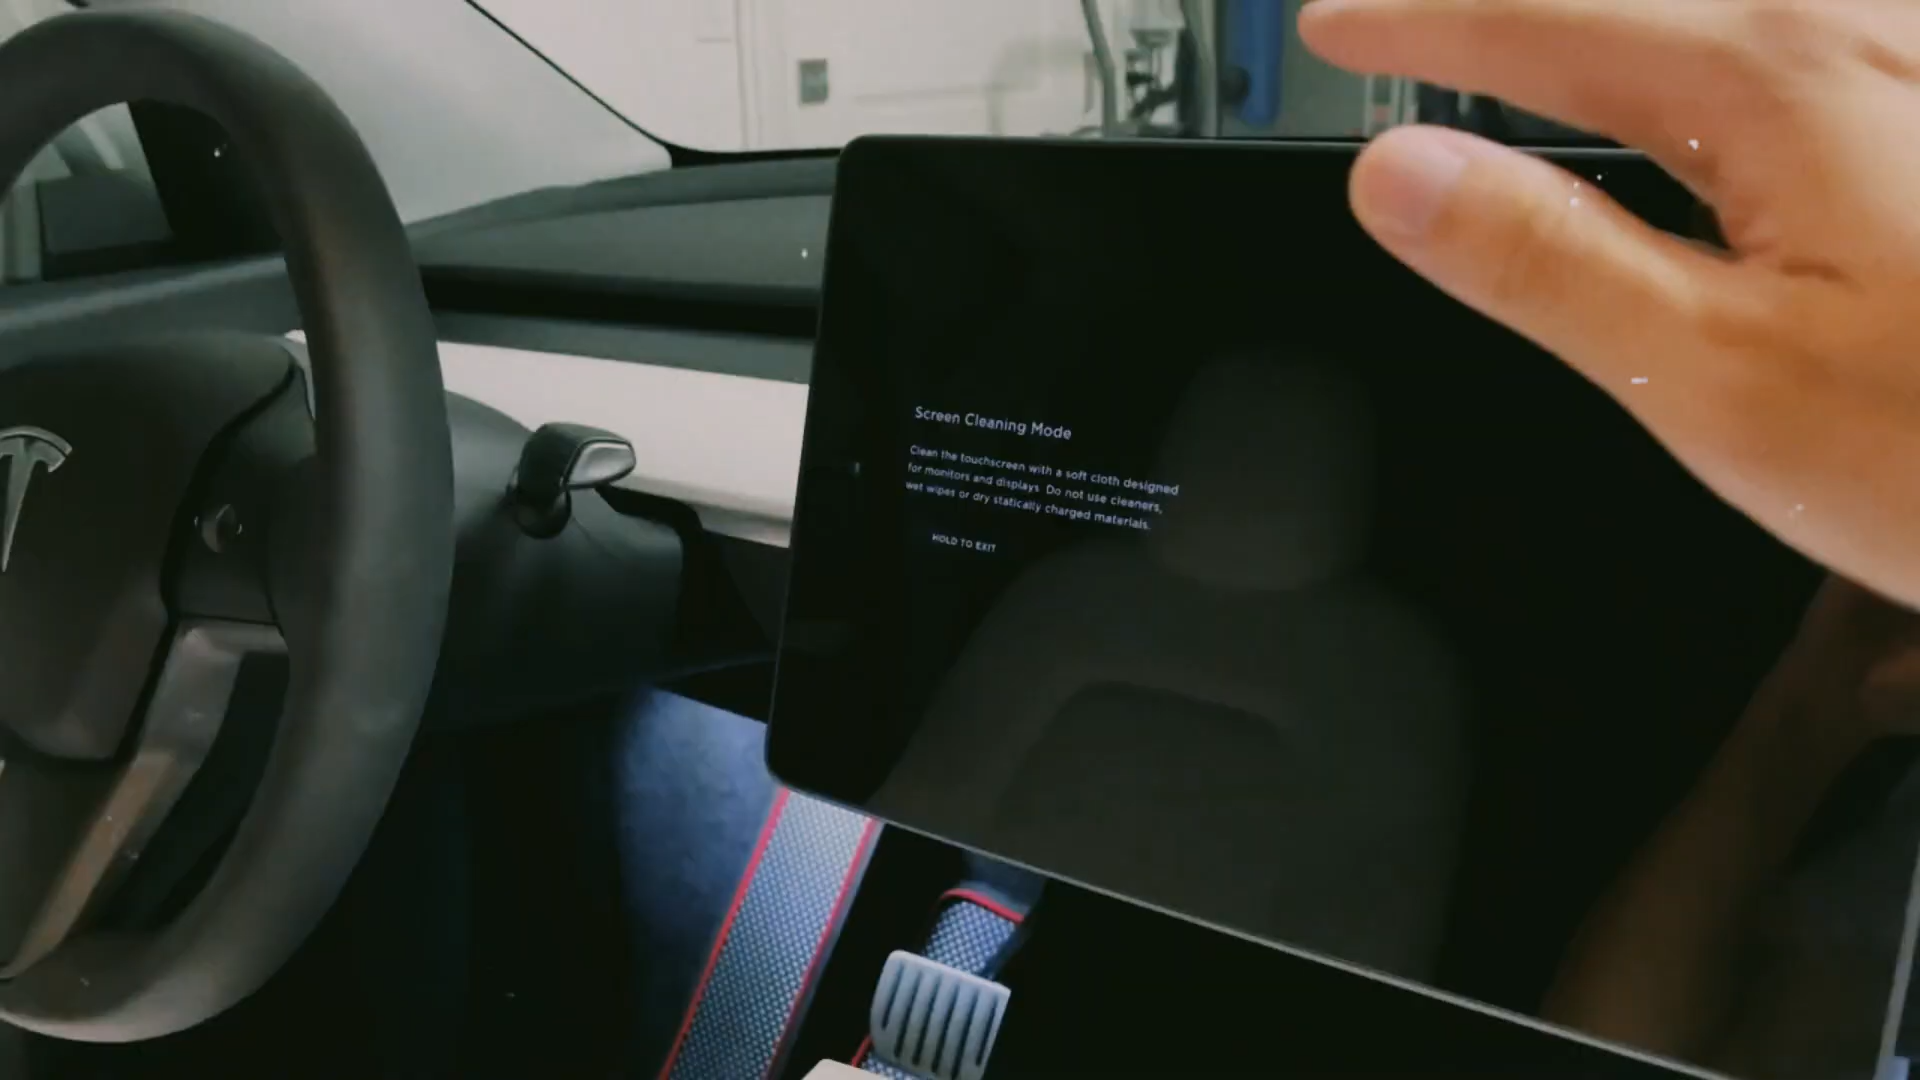 Screen Cleaning Mode
Clean the touchscreen with a soft cloth designed
for monitors and displays. Do not use cleaners,
wet wipes or dry statically charged materials.
HOLD TO EXIT